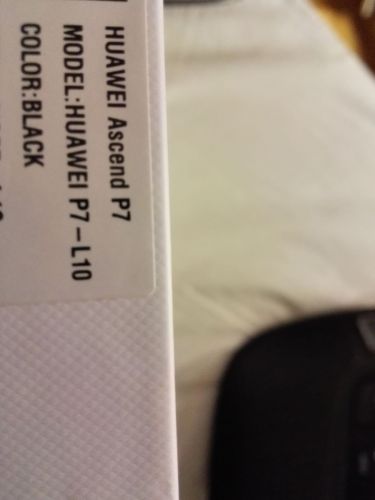 HUAWEI Ascend P7
MODEL:HUAWEI P7-L10
COLOR:BLACK